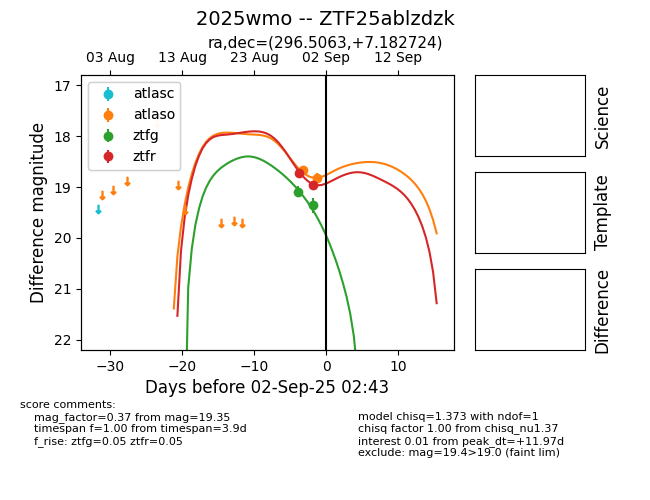 2025wmo -- ZTF25ablzdzk
ra,dec=(296.5063,+7.182724)
03 Aug 13 Aug 23 Aug 02 Sep 12 Sep
atlasc
atlaso
ztfg
ztfr
17
18
19
20
21
22
Difference magnitude
−30 −20 −10 0 10
Days before 02-Sep-25 02:43
Science
Template
Difference
score comments:
mag_factor=0.37 from mag=19.35
timespan f=1.00 from timespan=3.9d
f_rise: ztfg=0.05 ztfr=0.05
model chisq=1.373 with ndof=1
chisq factor 1.00 from chisq_nu1.37
interest 0.01 from peak_dt=+11.97d
exclude: mag=19.4>19.0 (faint lim)